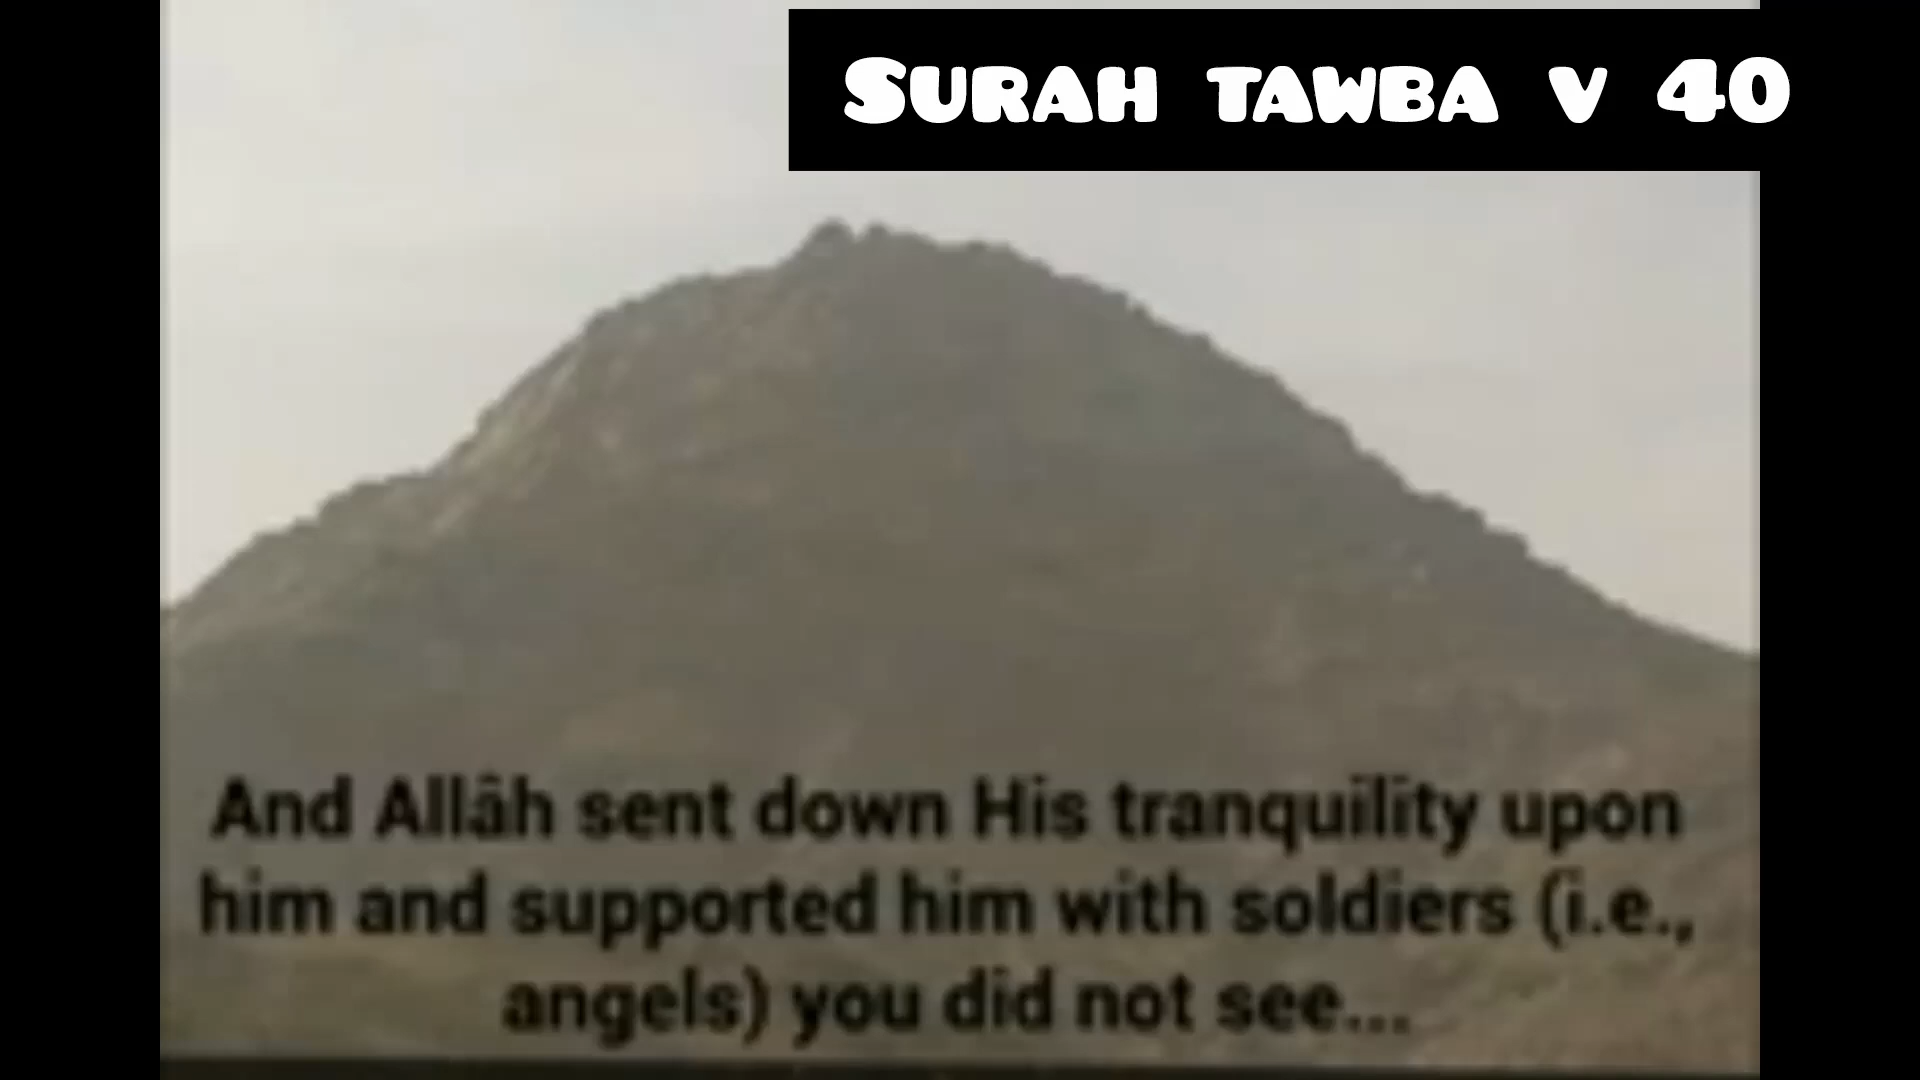 SURAH TAWBA V 40
And Allâh sent down His tranquility upon
him and supported him with soldiers (i.e.,
angels) you did not see...